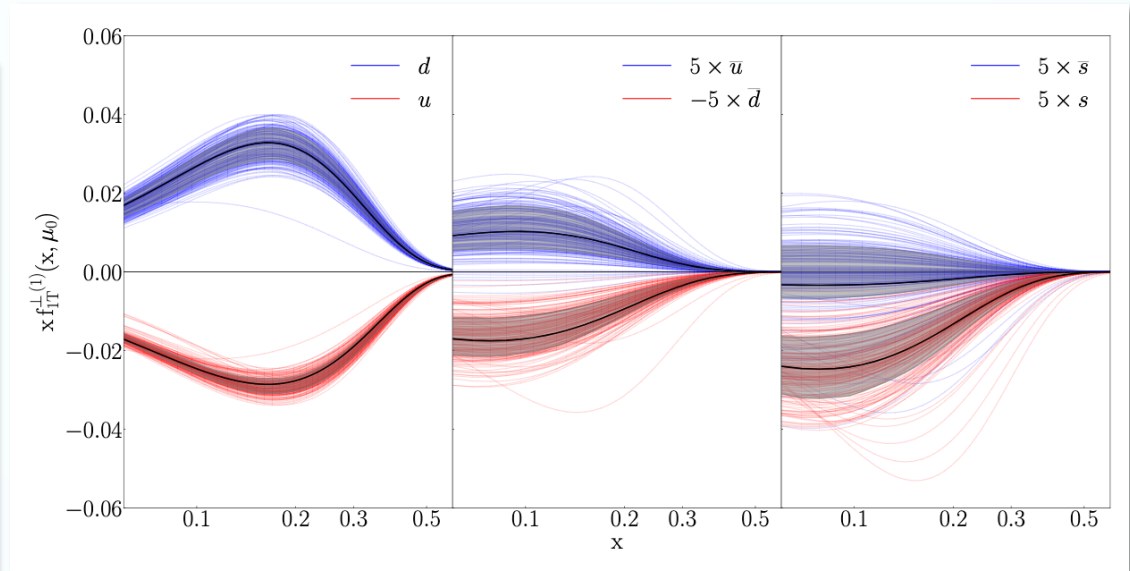 0.06
0.04
0.02
0.00
−0.02
−0.04
−0.06
x f_{1T}^{⊥(1)}(x, μ₀)
d
u
5 × u̅
−5 × d̅
5 × s̅
5 × s
0.1 0.2 0.3 0.5 0.1 0.2 0.3 0.5 0.1 0.2 0.3 0.5
x